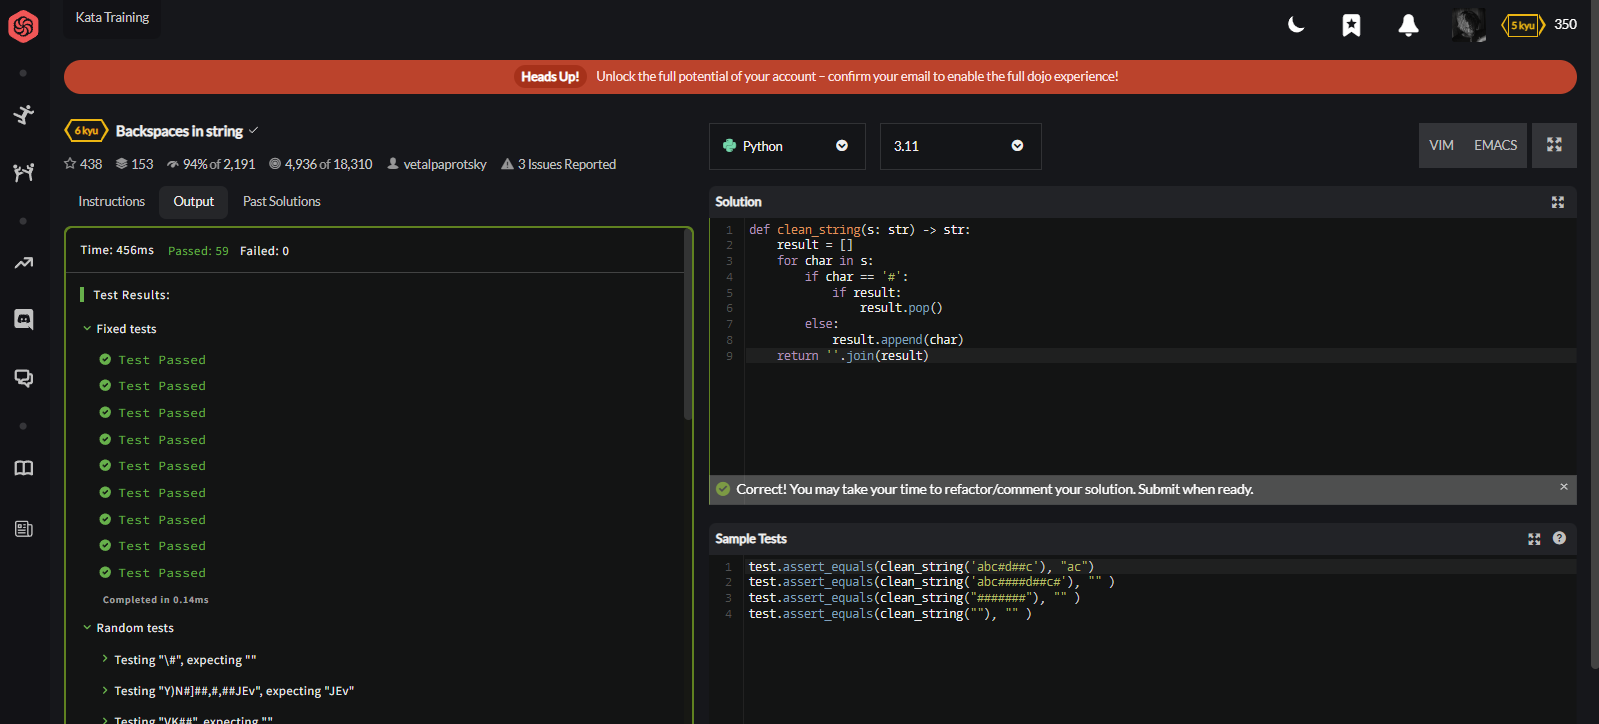 Kata Training
5 kyu 350
Heads Up! Unlock the full potential of your account – confirm your email to enable the full dojo experience!
6 kyu Backspaces in string
438 153 94% of 2,191 4,936 of 18,310 vetalpaprotsky 3 Issues Reported
Instructions Output Past Solutions
Time: 456ms Passed: 59 Failed: 0
Test Results:
Fixed tests
Test Passed
Test Passed
Test Passed
Test Passed
Test Passed
Test Passed
Test Passed
Test Passed
Test Passed
Completed in 0.14ms
Random tests
Testing "\#", expecting ""
Testing "Y)N#]##,#,##JEv", expecting "JEv"
Testing "VK##", expecting ""
Python 3.11 VIM EMACS
Solution
1 def clean_string(s: str) -> str:
2     result = []
3     for char in s:
4         if char == '#':
5             if result:
6                 result.pop()
7         else:
8             result.append(char)
9     return ''.join(result)
Correct! You may take your time to refactor/comment your solution. Submit when ready. ×
Sample Tests
1 test.assert_equals(clean_string('abc#d##c'), "ac")
2 test.assert_equals(clean_string('abc####d##c#'), "" )
3 test.assert_equals(clean_string("#######"), "" )
4 test.assert_equals(clean_string(""), "" )